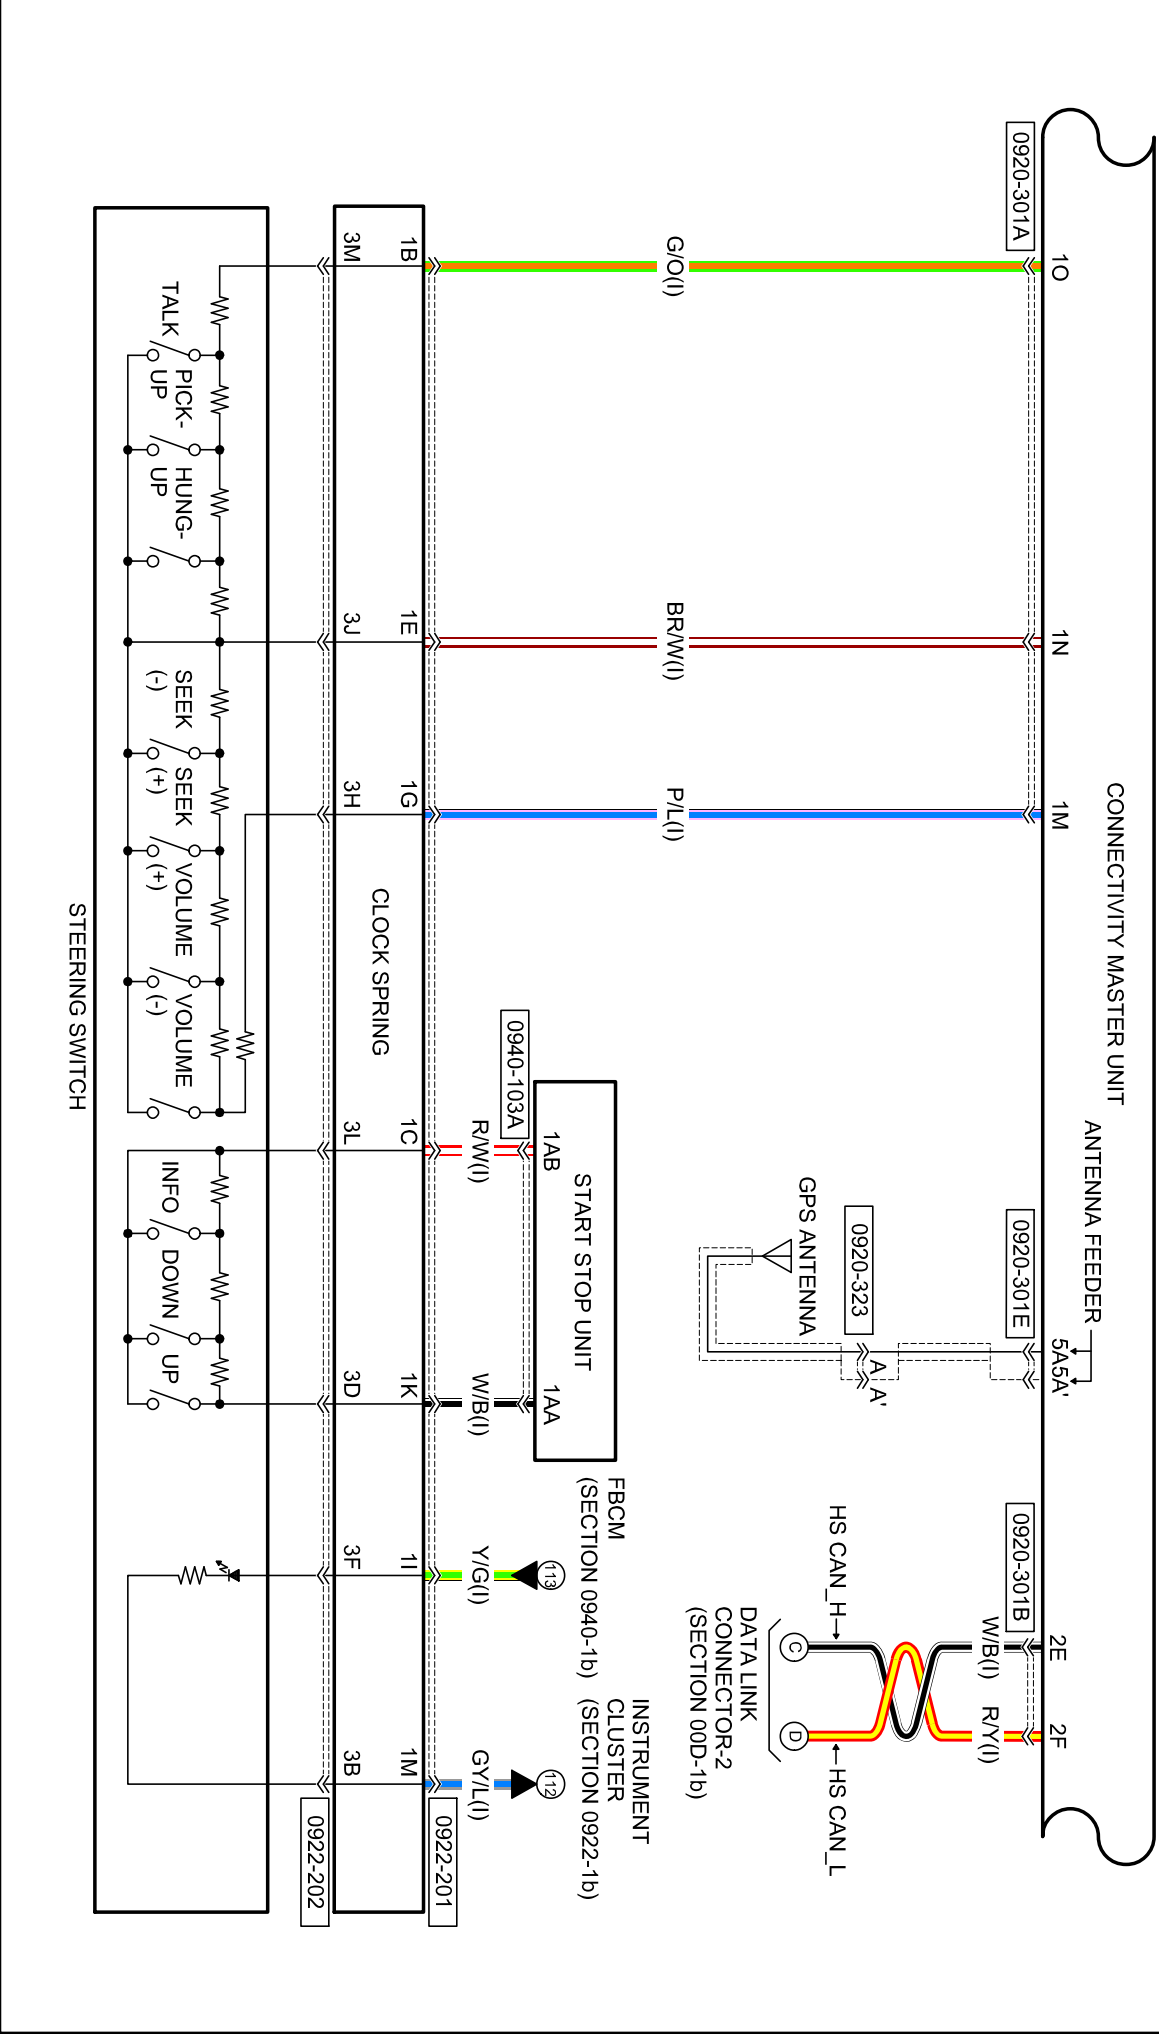 CONNECTIVITY MASTER UNIT
ANTENNA FEEDER
0920-301A
1O
1N
1M
0920-301E
5A
5A'
0920-301B
2E
2F
G/O(I)
BR/W(I)
P/L(I)
0920-323
A
A'
GPS ANTENNA
W/B(I)
R/Y(I)
HS CAN_H
HS CAN_L
C
D
DATA LINK
CONNECTOR-2
(SECTION 00D-1b)
START STOP UNIT
0940-103A
1AB
1AA
FBCM
(SECTION 0940-1b)
INSTRUMENT
CLUSTER
(SECTION 0922-1b)
113
112
R/W(I)
W/B(I)
Y/G(I)
GY/L(I)
0922-201
1B
1E
1G
1C
1K
1I
1M
CLOCK SPRING
3M
3J
3H
3L
3D
3F
3B
0922-202
TALK
PICK-
UP
HUNG-
UP
SEEK
(-)
SEEK
(+)
VOLUME
(+)
VOLUME
(-)
INFO
DOWN
UP
STEERING SWITCH